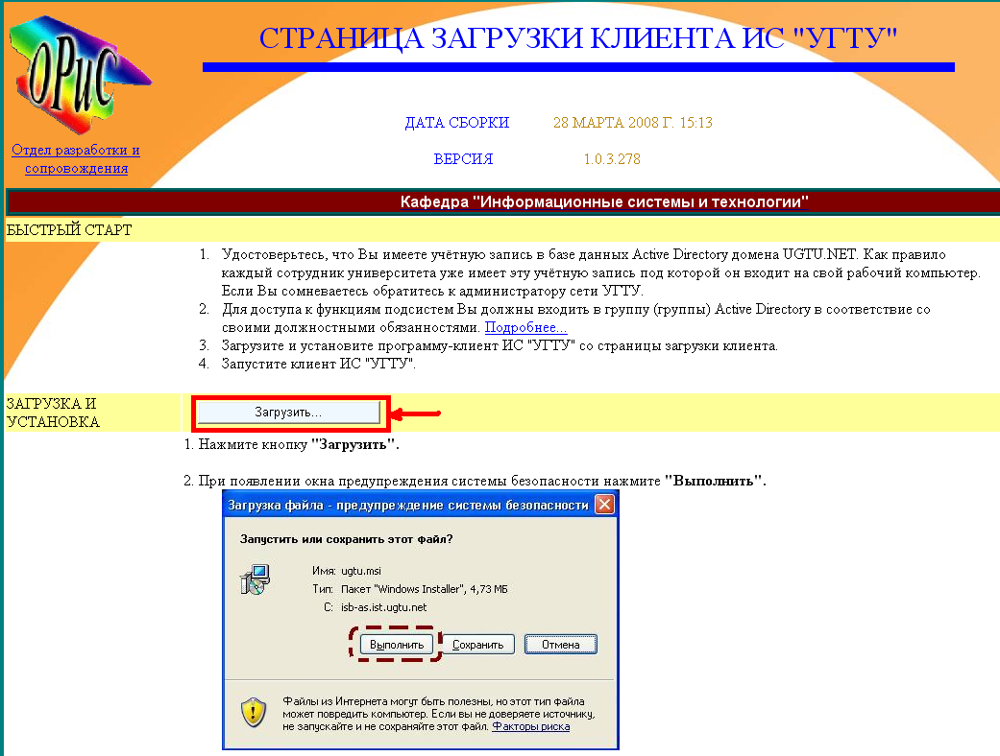 ОРиС
СТРАНИЦА ЗАГРУЗКИ КЛИЕНТА ИС "УГТУ"
ДАТА СБОРКИ 28 МАРТА 2008 Г. 15:13
ВЕРСИЯ 1.0.3.278
Отдел разработки и
сопровождения
Кафедра "Информационные системы и технологии"
БЫСТРЫЙ СТАРТ
1. Удостоверьтесь, что Вы имеете учётную запись в базе данных Active Directory домена UGTU.NET. Как правило
каждый сотрудник университета уже имеет эту учётную запись под которой он входит на свой рабочий компьютер.
Если Вы сомневаетесь обратитесь к администратору сети УГТУ.
2. Для доступа к функциям подсистем Вы должны входить в группу (группы) Active Directory в соответствие со
своими должностными обязанностями. Подробнее...
3. Загрузите и установите программу-клиент ИС "УГТУ" со страницы загрузки клиента.
4. Запустите клиент ИС "УГТУ".
ЗАГРУЗКА И
УСТАНОВКА
Загрузить...
1. Нажмите кнопку "Загрузить".
2. При появлении окна предупреждения системы безопасности нажмите "Выполнить".
Загрузка файла - предупреждение системы безопасности
Запустить или сохранить этот файл?
Имя: ugtu.msi
Тип: Пакет "Windows Installer", 4,73 МБ
С: isb-as.ist.ugtu.net
Выполнить Сохранить Отмена
Файлы из Интернета могут быть полезны, но этот тип файла
может повредить компьютер. Если вы не доверяете источнику,
не запускайте и не сохраняйте этот файл. Факторы риска